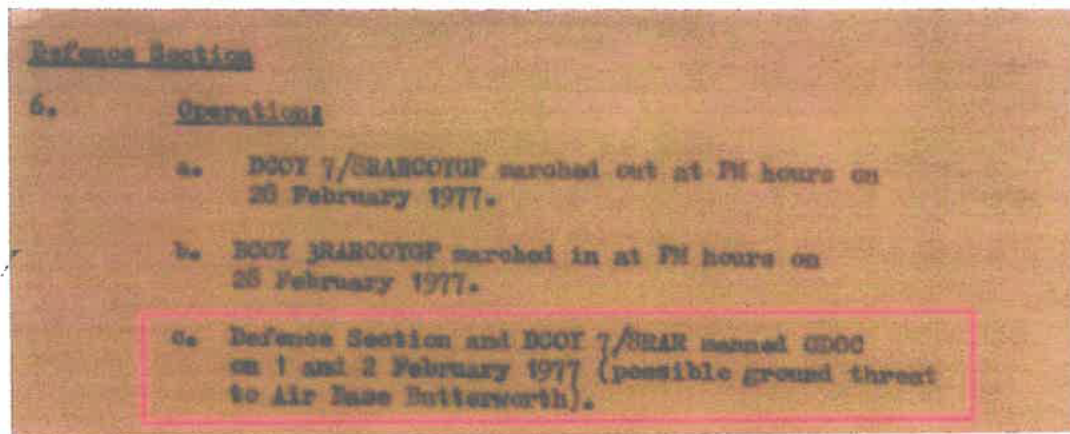 Defence Section
6. Operations
a. DCOY 7/8RARCOYGP marched out at PM hours on
28 February 1977.
b. BCOY 3RARCOYGP marched in at PM hours on
28 February 1977.
c. Defence Section and DCOY 7/8RAR manned GDOC
on 1 and 2 February 1977 (possible ground threat
to Air Base Butterworth).